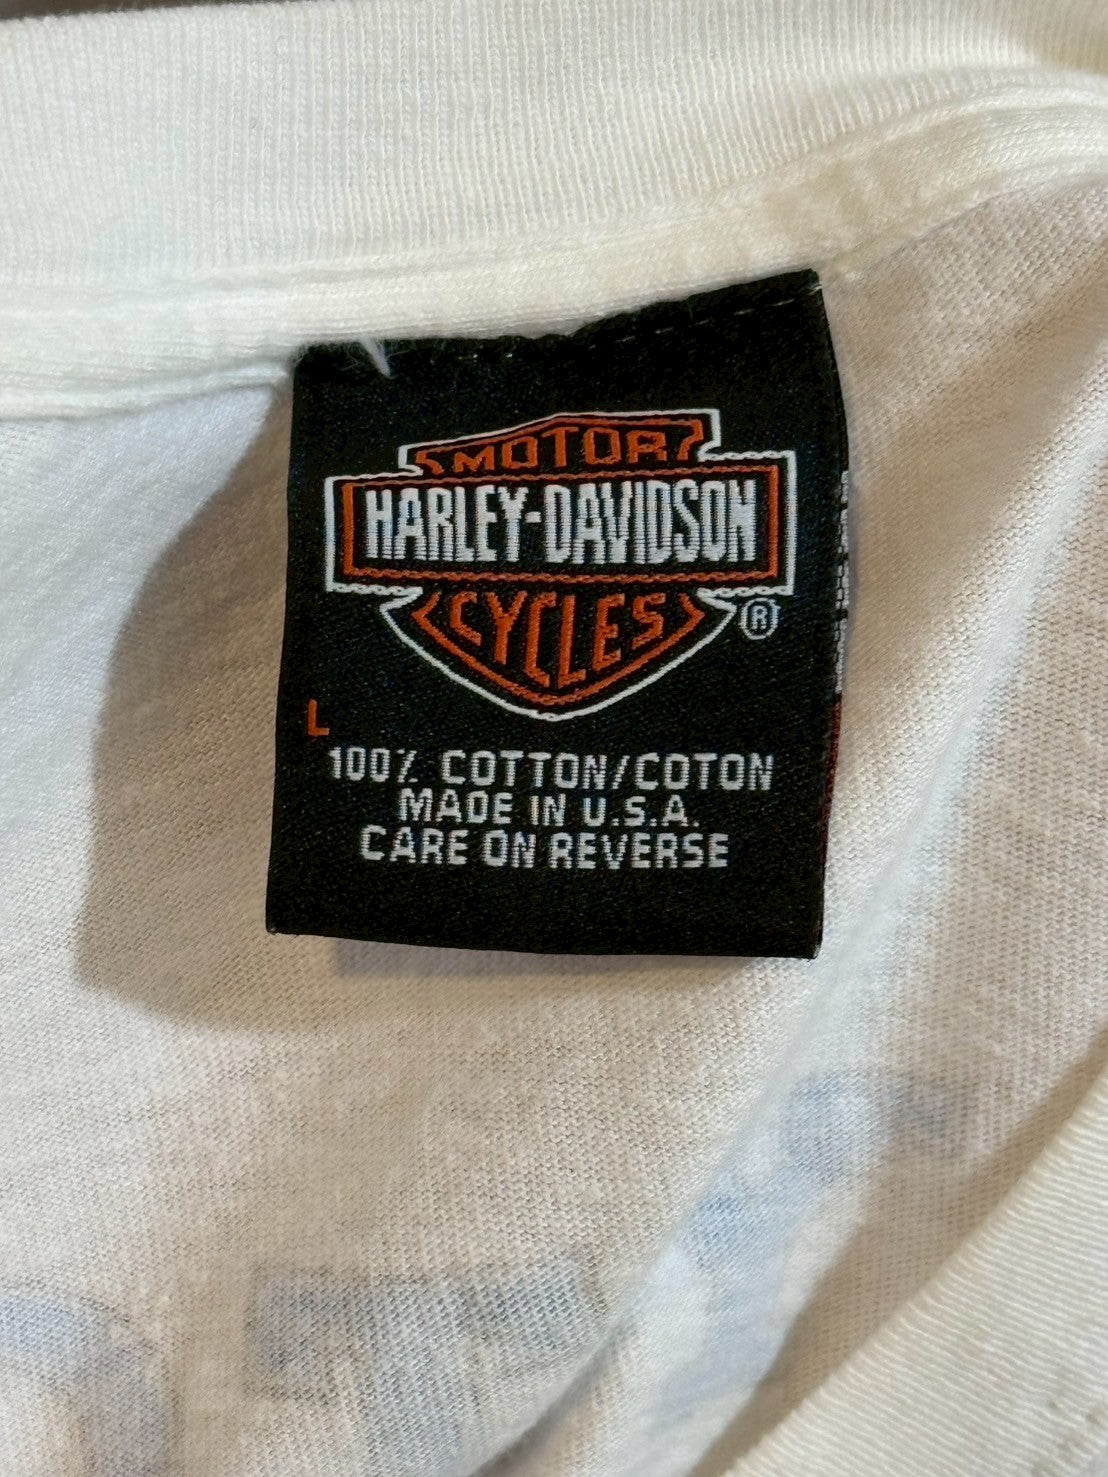 MOTOR
HARLEY-DAVIDSON
CYCLES
®
L
100% COTTON/COTON
MADE IN U.S.A.
CARE ON REVERSE